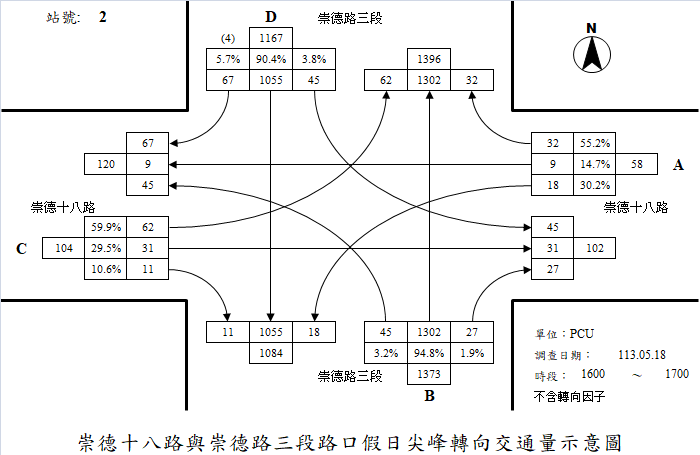 站號: 2
D
崇德路三段
N
(4) 1167
5.7% 90.4% 3.8%
67 1055 45
1396
62 1302 32
67
120 9
45
32 55.2%
9 14.7% 58
18 30.2%
A
崇德十八路
崇德十八路
C
59.9% 62
104 29.5% 31
10.6% 11
45
31 102
27
11 1055 18
1084
45 1302 27
3.2% 94.8% 1.9%
1373
崇德路三段
B
單位：PCU
調查日期： 113.05.18
時段： 1600 ～ 1700
不含轉向因子
崇德十八路與崇德路三段路口假日尖峰轉向交通量示意圖